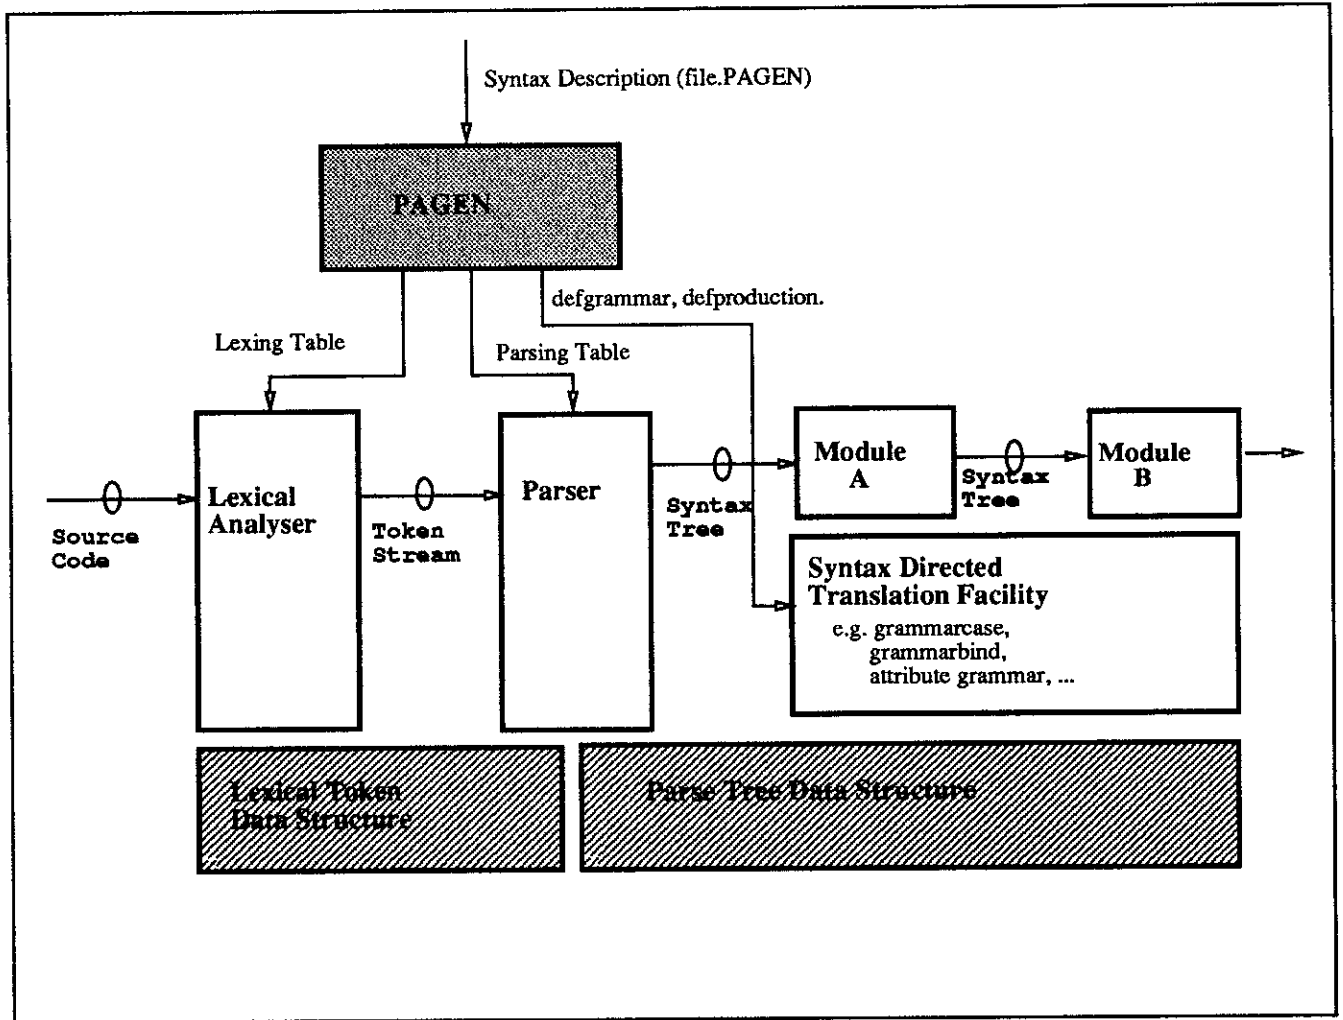 Syntax Description (file.PAGEN)
PAGEN
defgrammar, defproduction.
Lexing Table
Parsing Table
Lexical
Analyser
Parser
Module
A
Module
B
Source
Code
Token
Stream
Syntax
Tree
Syntax
Tree
Syntax Directed
Translation Facility
e.g. grammarcase,
grammarbind,
attribute grammar, ...
Lexical Token
Data Structure
Parse Tree Data Structure